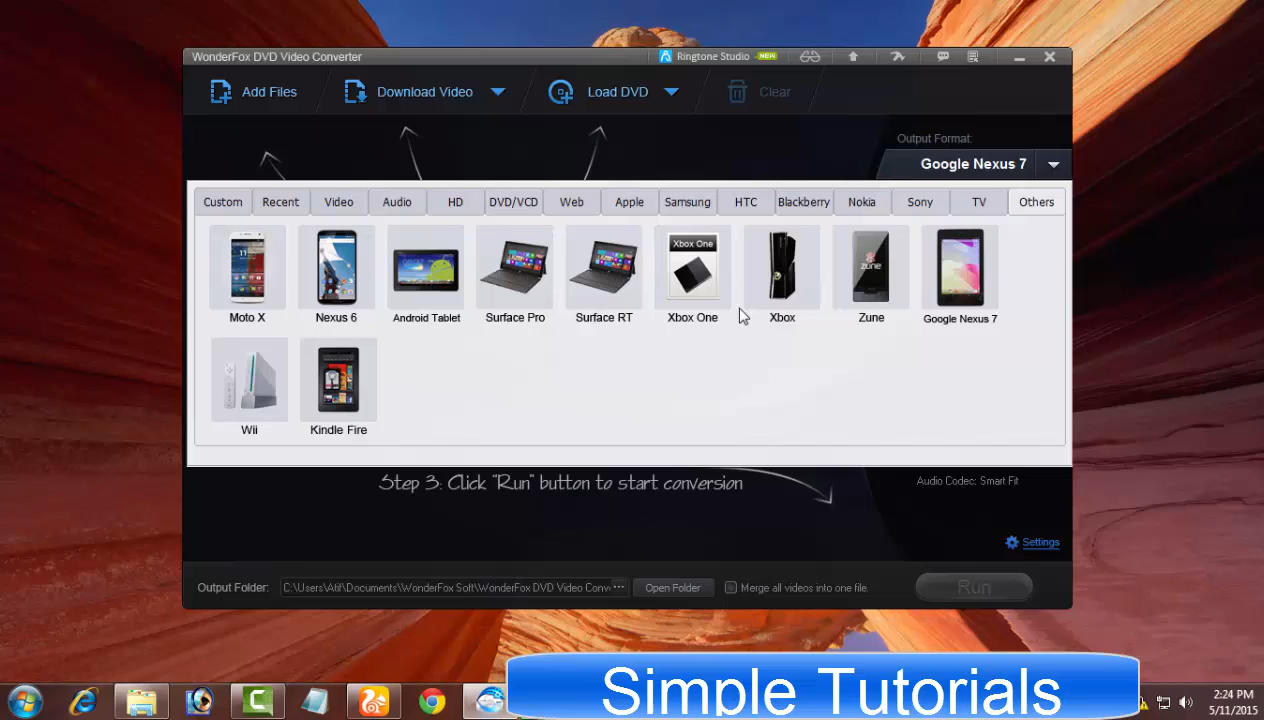 WonderFox DVD Video Converter
Ringtone Studio NEW
Add Files
Download Video
Load DVD
Clear
Output Format:
Google Nexus 7
Custom Recent Video Audio HD DVD/VCD Web Apple Samsung HTC Blackberry Nokia Sony TV Others
Xbox One
zune
Moto X Nexus 6 Android Tablet Surface Pro Surface RT Xbox One Xbox Zune Google Nexus 7
Wii Kindle Fire
Step 3: Click "Run" button to start conversion
Audio Codec: Smart Fit
Settings
Output Folder: C:\Users\Atif\Documents\WonderFox Soft\WonderFox DVD Video Conv ... Open Folder Merge all videos into one file. Run
Simple Tutorials
2:24 PM
5/11/2015